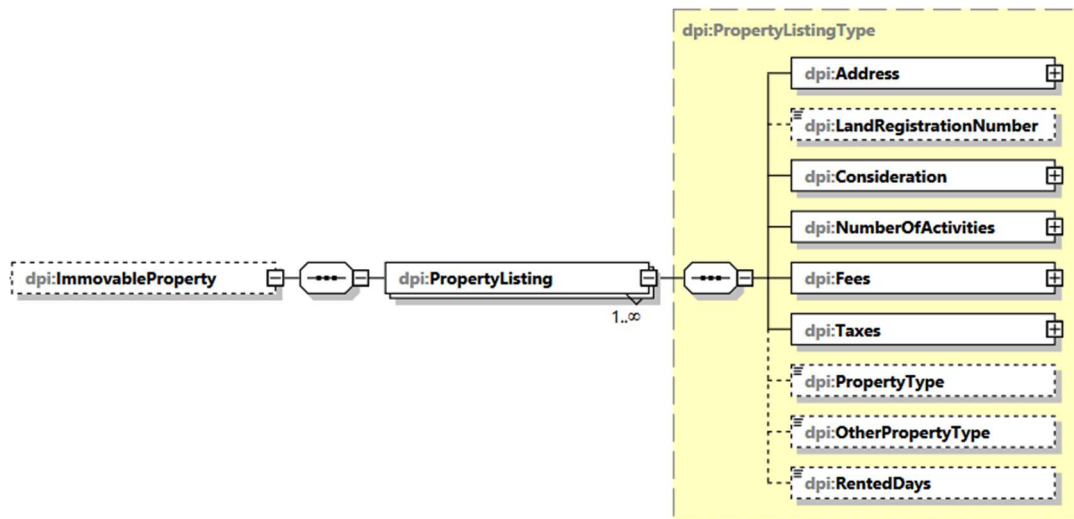 dpi:PropertyListingType
dpi:Address
dpi:LandRegistrationNumber
dpi:Consideration
dpi:NumberOfActivities
dpi:ImmovableProperty
dpi:PropertyListing
1..∞
dpi:Fees
dpi:Taxes
dpi:PropertyType
dpi:OtherPropertyType
dpi:RentedDays